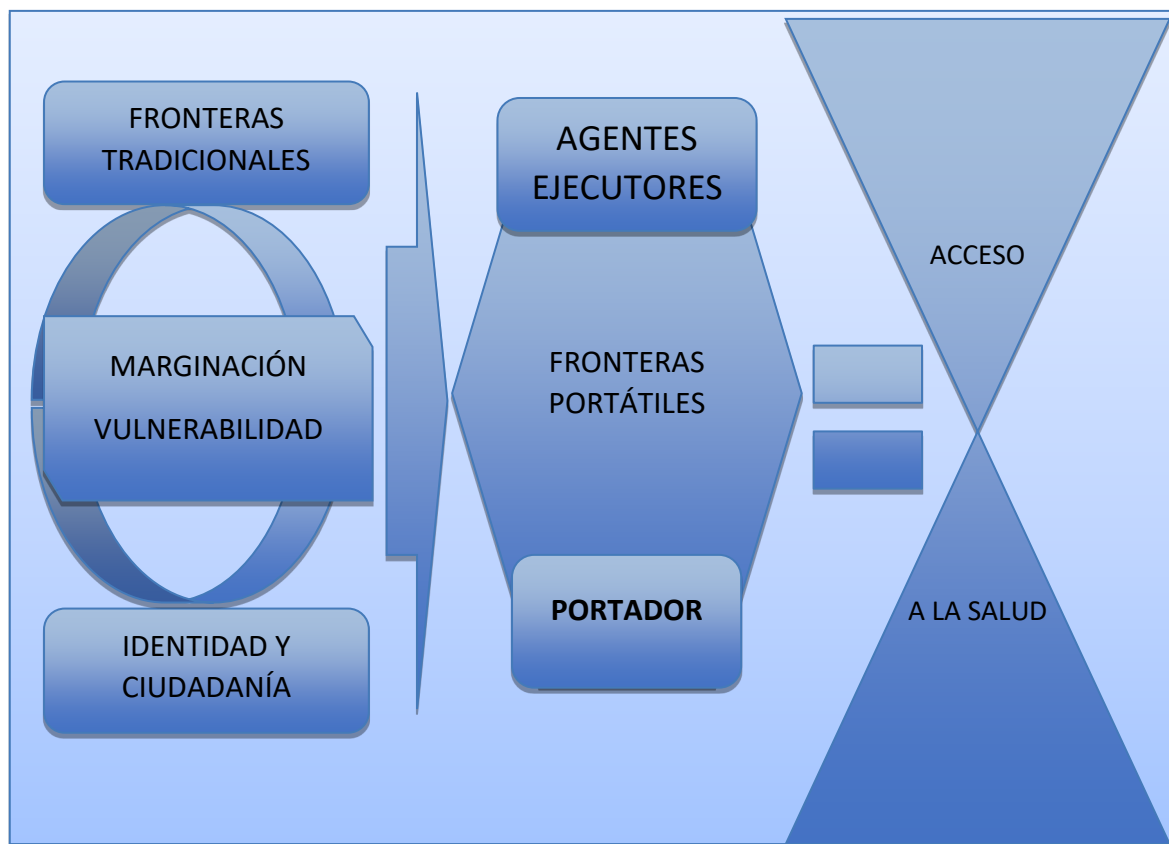 FRONTERAS
TRADICIONALES
MARGINACIÓN
VULNERABILIDAD
IDENTIDAD Y
CIUDADANÍA
AGENTES
EJECUTORES
FRONTERAS
PORTÁTILES
PORTADOR
ACCESO
A LA SALUD